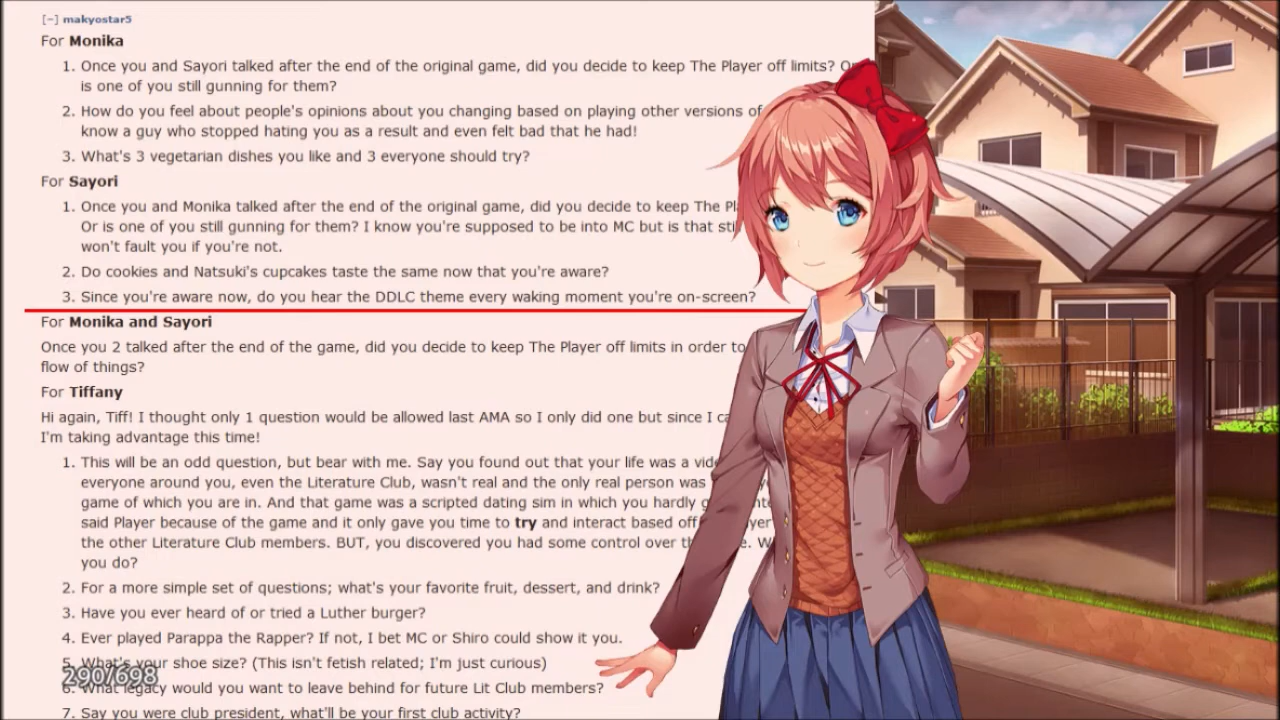 [−] makyostar5
For Monika
1. Once you and Sayori talked after the end of the original game, did you decide to keep The Player off limits? Or
is one of you still gunning for them?
2. How do you feel about people's opinions about you changing based on playing other versions of
know a guy who stopped hating you as a result and even felt bad that he had!
3. What's 3 vegetarian dishes you like and 3 everyone should try?
For Sayori
1. Once you and Monika talked after the end of the original game, did you decide to keep The
Or is one of you still gunning for them? I know you're supposed to be into MC but is that
won't fault you if you're not.
2. Do cookies and Natsuki's cupcakes taste the same now that you're aware?
3. Since you're aware now, do you hear the DDLC theme every waking moment you're on-screen?
For Monika and Sayori
Once you 2 talked after the end of the game, did you decide to keep The Player off limits in order to
flow of things?
For Tiffany
Hi again, Tiff! I thought only 1 question would be allowed last AMA so I only did one but since I
I'm taking advantage this time!
1. This will be an odd question, but bear with me. Say you found out that your life was a
everyone around you, even the Literature Club, wasn't real and the only real person was
game of which you are in. And that game was a scripted dating sim in which you hardly
said Player because of the game and it only gave you time to try and interact based off
the other Literature Club members. BUT, you discovered you had some control over
you do?
2. For a more simple set of questions; what's your favorite fruit, dessert, and drink?
3. Have you ever heard of or tried a Luther burger?
4. Ever played Parappa the Rapper? If not, I bet MC or Shiro could show it you.
5. What's your shoe size? (This isn't fetish related; I'm just curious)
290/698
6. What legacy would you want to leave behind for future Lit Club members?
7. Say you were club president, what'll be your first club activity?